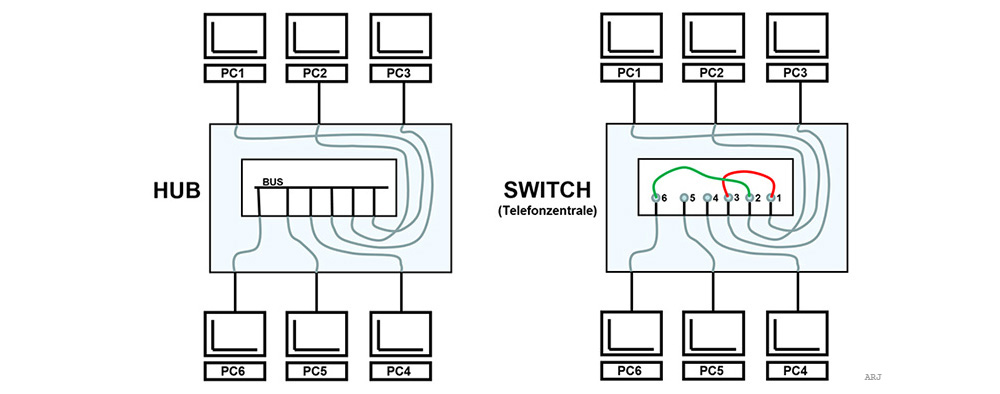 PC1 PC2 PC3
PC1 PC2 PC3
HUB
BUS
SWITCH
(Telefonzentrale)
6 5 4 3 2 1
PC6 PC5 PC4
PC6 PC5 PC4
ARJ